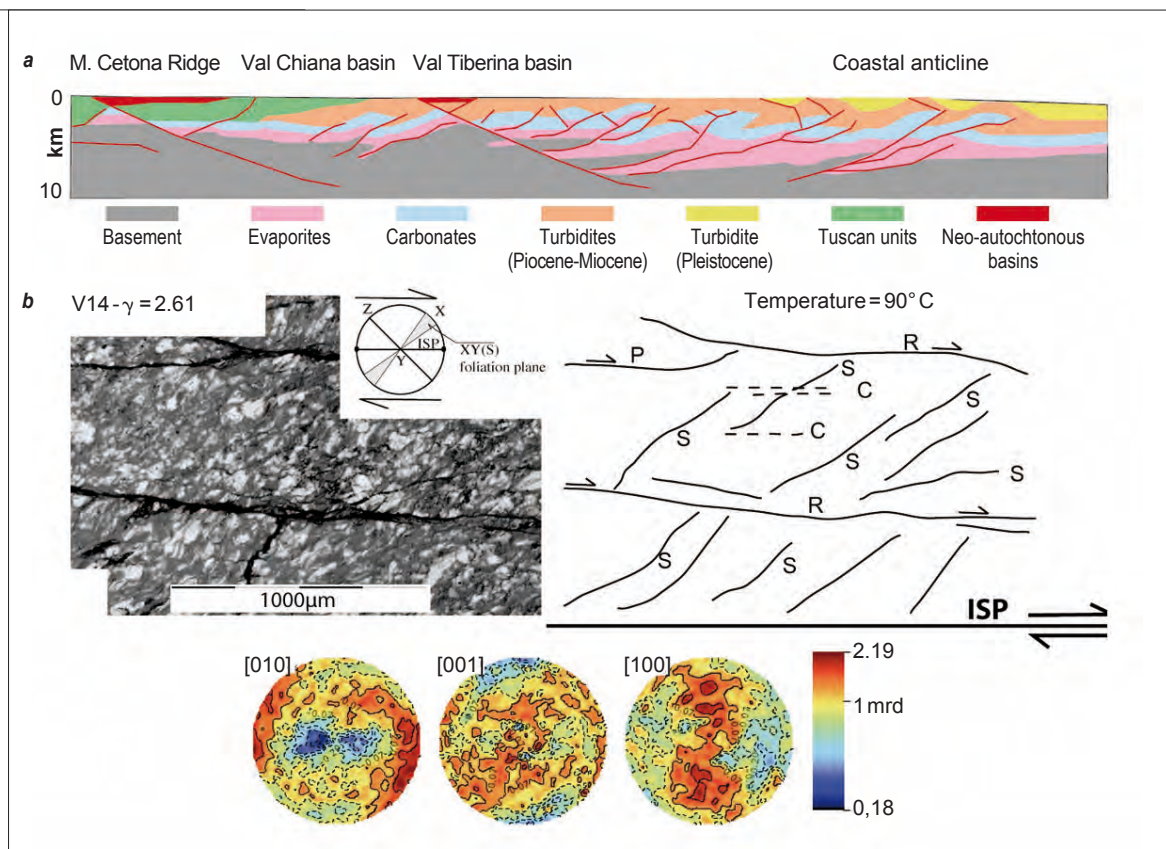 a M. Cetona Ridge Val Chiana basin Val Tiberina basin Coastal anticline
0
km
10
Basement Evaporites Carbonates Turbidites Turbidite Tuscan units Neo-autochtonous
(Piocene-Miocene) (Pleistocene) basins
b V14 - γ = 2.61 Temperature = 90° C
Z X
ISP
XY(S)
Y foliation plane
R
P
S
C
S
S
C
S
S
R
S
S
1000µm
ISP
[010] [001] [100] 2.19
1 mrd
0,18